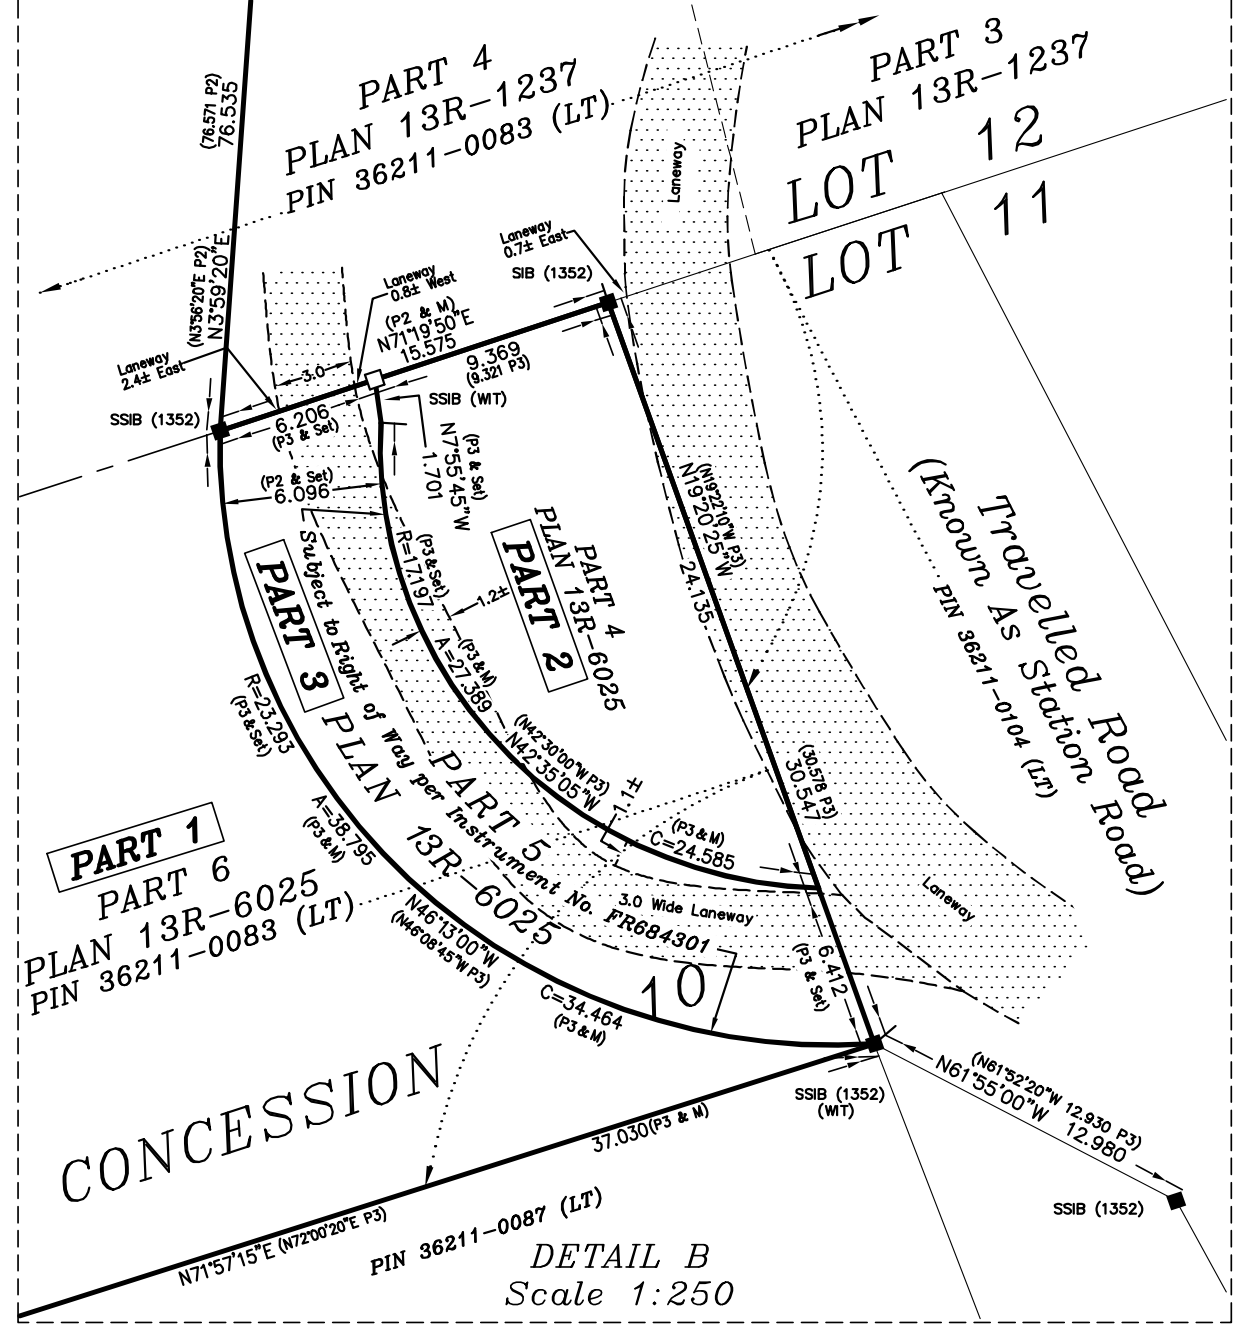 PART 4
PLAN 13R-1237
PIN 36211-0083 (LT)
PART 3
PLAN 13R-1237
LOT 12
LOT 11
Laneway
(76.571 P2)
76.535
(N3°56'20"E P2)
N3°59'20"E
Laneway
2.4± East
SSIB (1352)
3.0
Laneway
0.8± West
(P2 & M)
N71°19'50"E
15.575
Laneway
0.7± East
SIB (1352)
9.369
(9.321 P3)
SSIB (WIT)
6.206
(P3 & Set)
(P2 & Set)
6.096
(P3 & Set)
N7°55'45"W
1.701
(P3 & Set)
R=17.197
(P3 & M)
A=27.389
1.2±
PART 4
PLAN 13R-6025
PART 2
(N19°22'10"W P3)
N19°20'25"W
24.135
(30.578 P3)
30.547
Travelled Road
(Known As Station Road)
PIN 36211-0104 (LT)
PART 3
Subject to Right of Way per Instrument No. FR684301
PART 5
PLAN 13R-6025
R=23.293
(P3 & Set)
A=38.795
(P3 & M)
(N42°30'00"W P3)
N42°35'05"W
1.1±
(P3 & M)
C=24.585
3.0 Wide Laneway
Laneway
PART 1
PART 6
PLAN 13R-6025
PIN 36211-0083 (LT)
N46°13'00"W
(N46°08'45"W P3)
C=34.464
(P3 & M)
10
6.412
(P3 & Set)
CONCESSION
SSIB (1352)
(WIT)
(N61°52'20"W 12.930 P3)
N61°55'00"W 12.980
SSIB (1352)
37.030(P3 & M)
N71°57'15"E (N72°00'20"E P3)
PIN 36211-0087 (LT)
DETAIL B
Scale 1:250